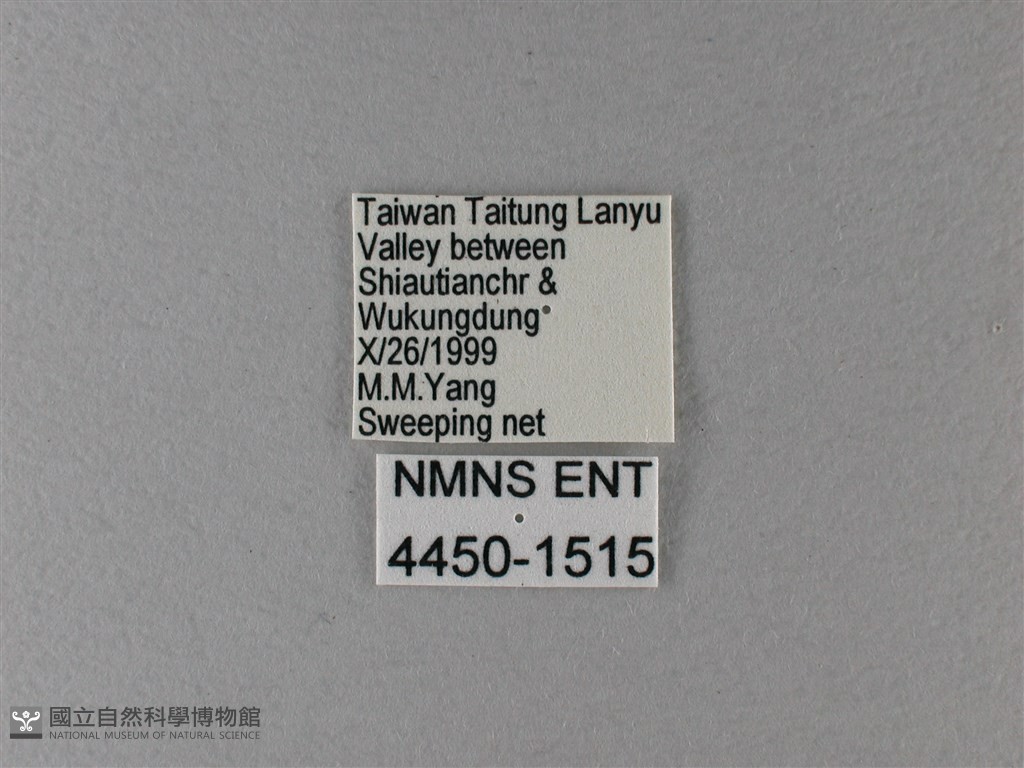 Taiwan Taitung Lanyu
Valley between
Shiautianchr &
Wukungdung
X/26/1999
M.M.Yang
Sweeping net
NMNS ENT
4450-1515
國立自然科學博物館
NATIONAL MUSEUM OF NATURAL SCIENCE